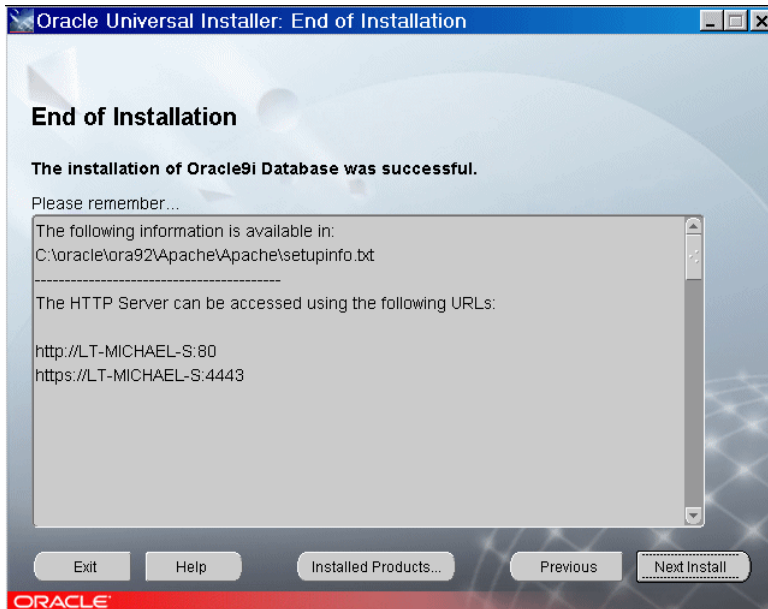 Oracle Universal Installer: End of Installation
End of Installation
The installation of Oracle9i Database was successful.
Please remember...
The following information is available in:
C:\oracle\ora92\Apache\Apache\setupinfo.txt
-----------------------------------------
The HTTP Server can be accessed using the following URLs:
http://LT-MICHAEL-S:80
https://LT-MICHAEL-S:4443
Exit Help Installed Products... Previous Next Install
ORACLE